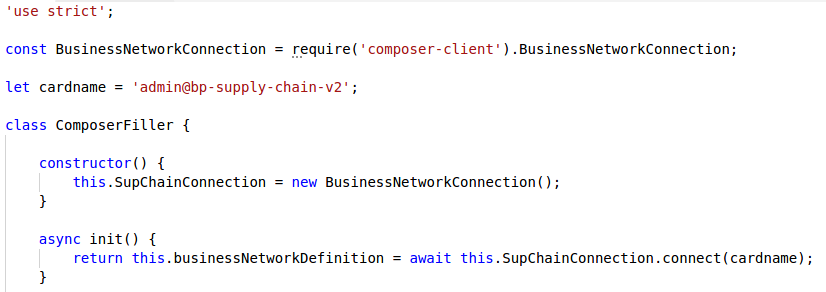 'use strict';
const BusinessNetworkConnection = require('composer-client').BusinessNetworkConnection;
let cardname = 'admin@bp-supply-chain-v2';
class ComposerFiller {
    constructor() {
        this.SupChainConnection = new BusinessNetworkConnection();
    }
    async init() {
        return this.businessNetworkDefinition = await this.SupChainConnection.connect(cardname);
    }